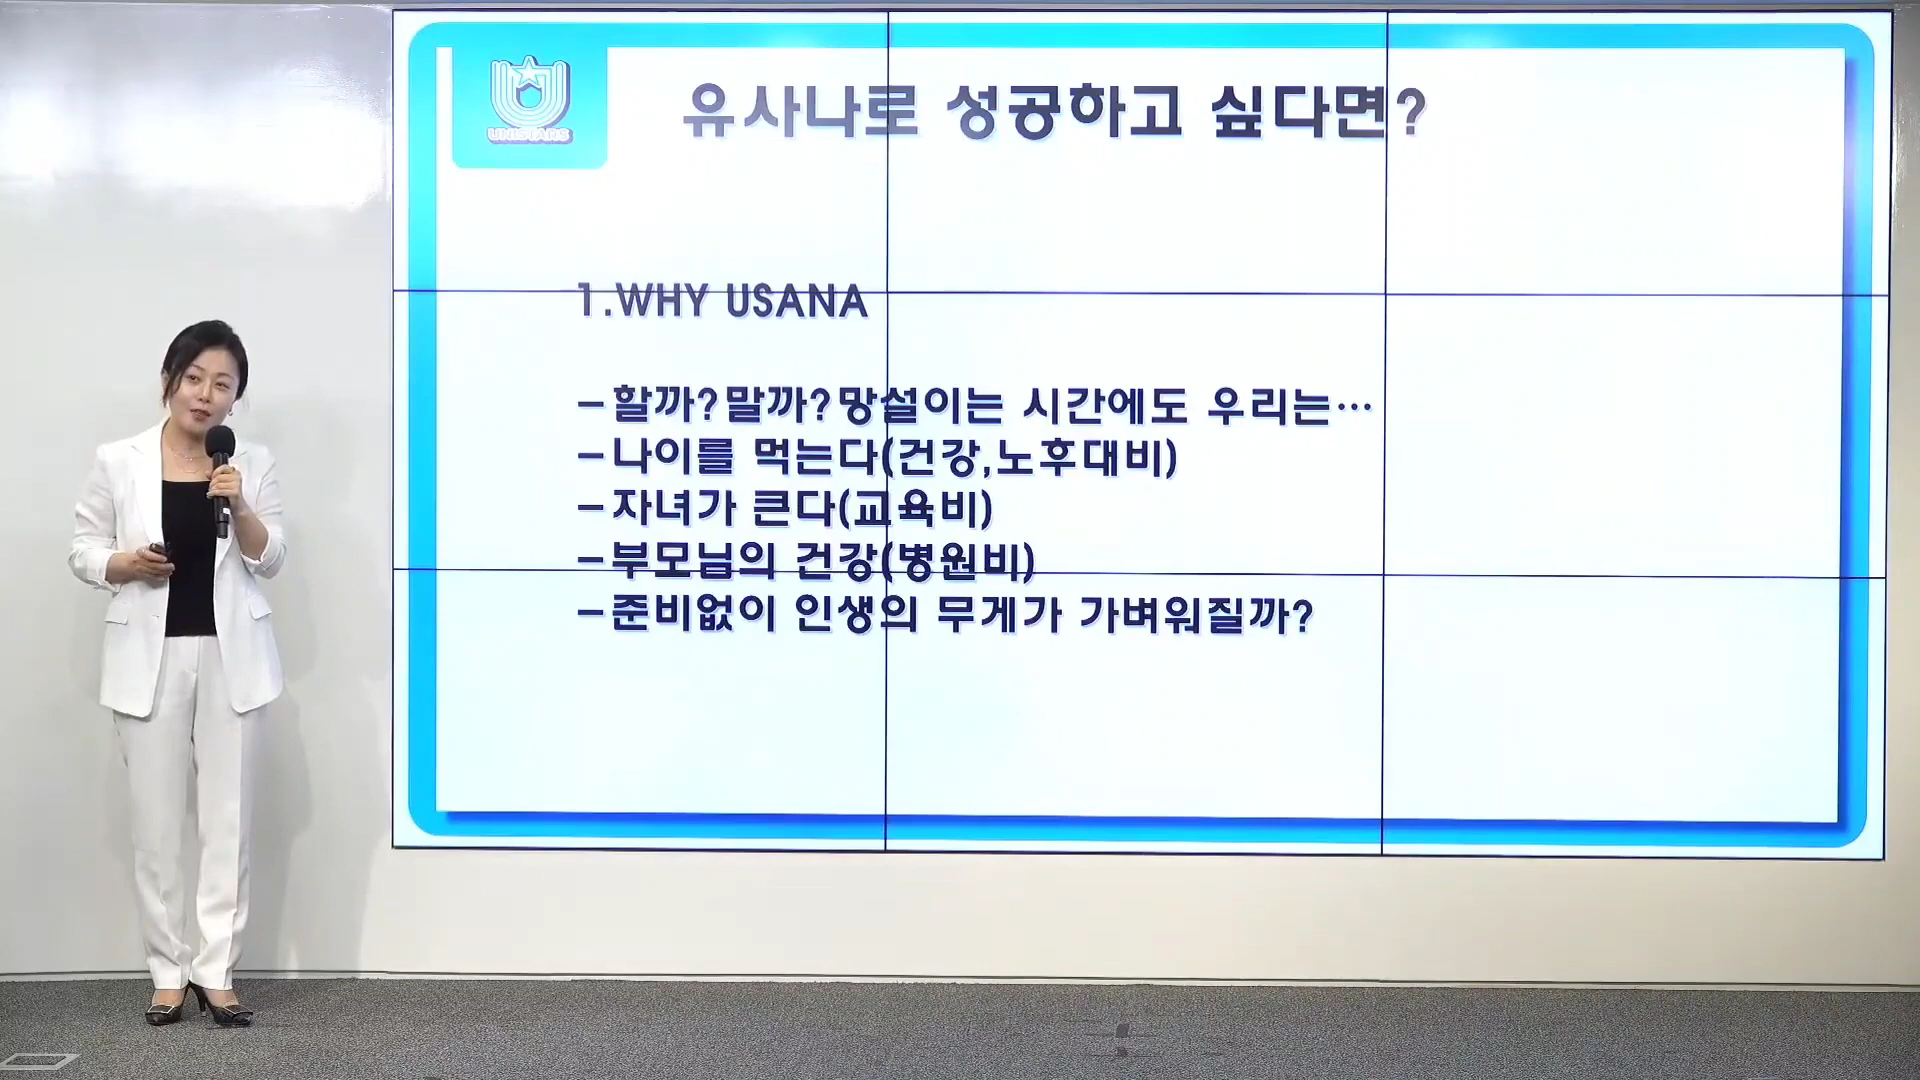 UNISTARS
유사나로 성공하고 싶다면?
1.WHY USANA
-할까?말까?망설이는 시간에도 우리는…
-나이를 먹는다(건강,노후대비)
-자녀가 큰다(교육비)
-부모님의 건강(병원비)
-준비없이 인생의 무게가 가벼워질까?